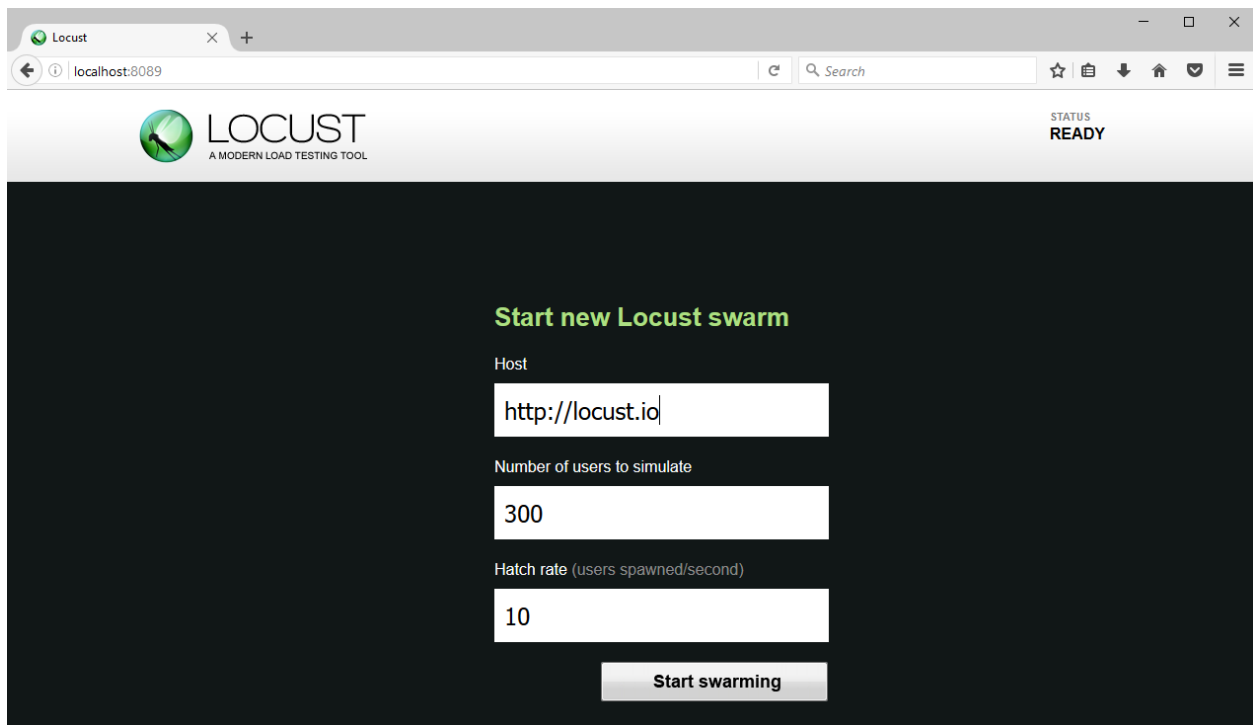 Locust
localhost:8089
Search
LOCUST
A MODERN LOAD TESTING TOOL
STATUS
READY
Start new Locust swarm
Host
http://locust.io
Number of users to simulate
300
Hatch rate (users spawned/second)
10
Start swarming